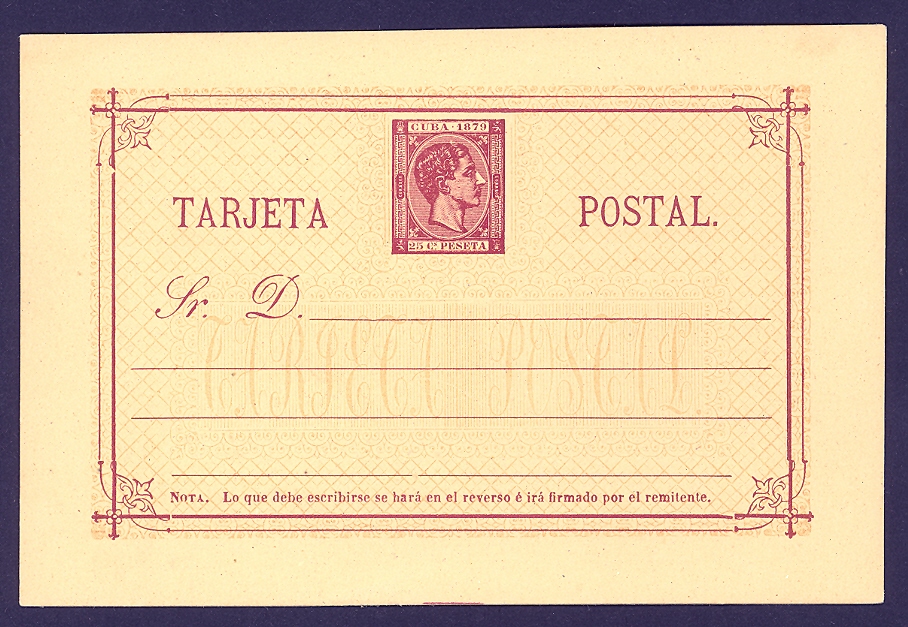 CUBA · 1879
TARJETA POSTAL.
25 Cs PESETA
Sr. D.
TARJETA POSTAL.
NOTA. Lo que debe escribirse se hará en el reverso é irá firmado por el remitente.